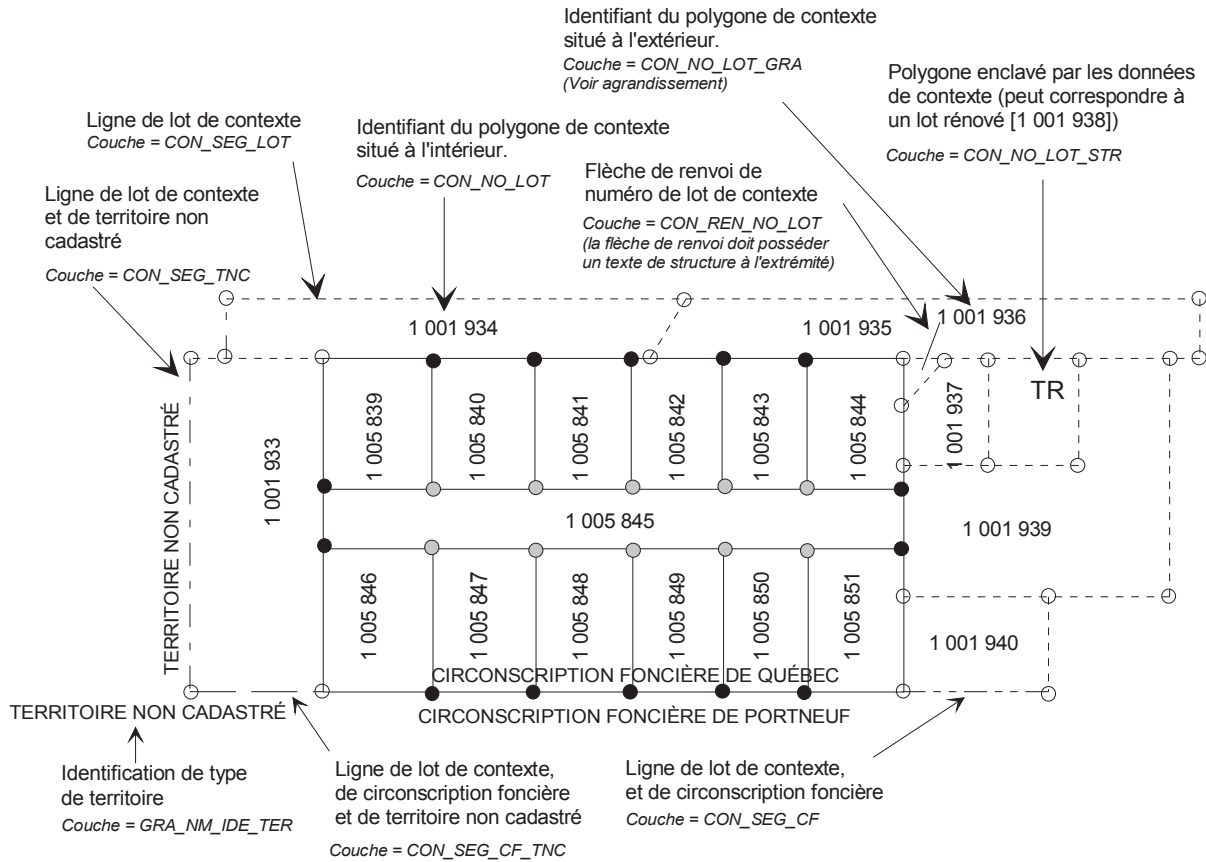 Identifiant du polygone de contexte
situé à l'extérieur.
Couche = CON_NO_LOT_GRA
(Voir agrandissement)
Polygone enclavé par les données
de contexte (peut correspondre à
un lot rénové [1 001 938])
Couche = CON_NO_LOT_STR
Ligne de lot de contexte
Couche = CON_SEG_LOT
Identifiant du polygone de contexte
situé à l'intérieur.
Couche = CON_NO_LOT
Flèche de renvoi de
numéro de lot de contexte
Couche = CON_REN_NO_LOT
(la flèche de renvoi doit posséder
un texte de structure à l'extrémité)
Ligne de lot de contexte
et de territoire non
cadastré
Couche = CON_SEG_TNC
1 001 934
1 001 935
1 001 936
TERRITOIRE NON CADASTRÉ
1 001 933
1 005 839
1 005 840
1 005 841
1 005 842
1 005 843
1 005 844
1 001 937
TR
1 005 845
1 001 939
1 005 846
1 005 847
1 005 848
1 005 849
1 005 850
1 005 851
1 001 940
CIRCONSCRIPTION FONCIÈRE DE QUÉBEC
TERRITOIRE NON CADASTRÉ
CIRCONSCRIPTION FONCIÈRE DE PORTNEUF
Identification de type
de territoire
Couche = GRA_NM_IDE_TER
Ligne de lot de contexte,
de circonscription foncière
et de territoire non cadastré
Couche = CON_SEG_CF_TNC
Ligne de lot de contexte,
et de circonscription foncière
Couche = CON_SEG_CF